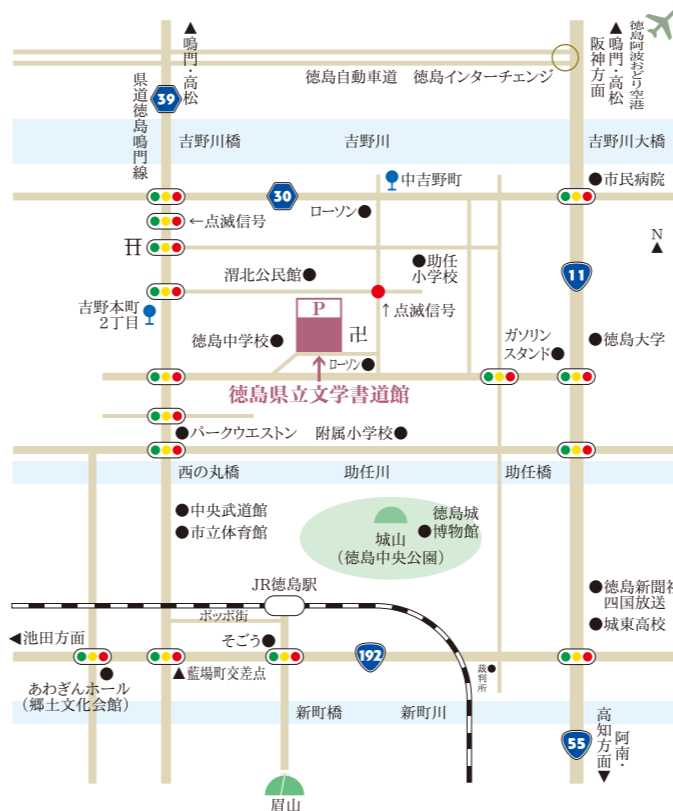 ▲鳴門・高松
徳島阿波おどり空港
▲鳴門・高松
阪神方面
徳島自動車道 徳島インターチェンジ
39
県道徳島鳴門線
吉野川橋
吉野川
吉野川大橋
中吉野町
市民病院
30
ローソン
←点滅信号
N
▲
助任
小学校
渭北公民館
11
P
↑点滅信号
吉野本町
2丁目
卍
徳島中学校
ガソリン
スタンド
徳島大学
ローソン
徳島県立文学書道館
パークウエストン
附属小学校
西の丸橋
助任川
助任橋
中央武道館
市立体育館
徳島城
博物館
城山
（徳島中央公園）
JR徳島駅
徳島新聞社
四国放送
城東高校
ポッポ街
◀池田方面
そごう
192
裁判所
▲藍場町交差点
あわぎんホール
（郷土文化会館）
新町橋
新町川
55
阿南・
高知方面▼
眉山